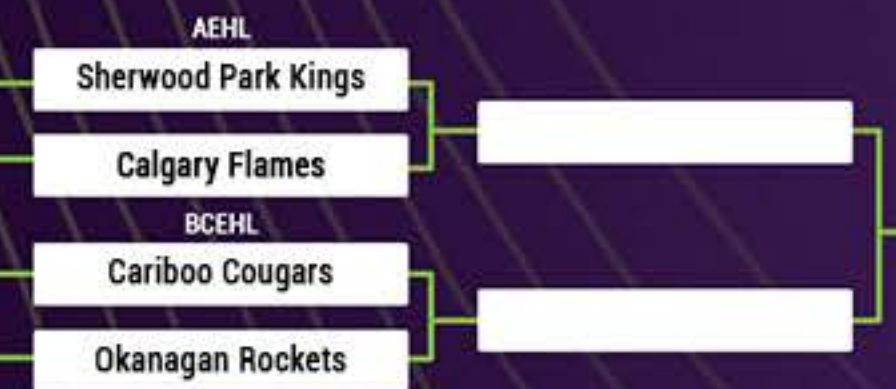 AEHL
Sherwood Park Kings
Calgary Flames
BCEHL
Cariboo Cougars
Okanagan Rockets